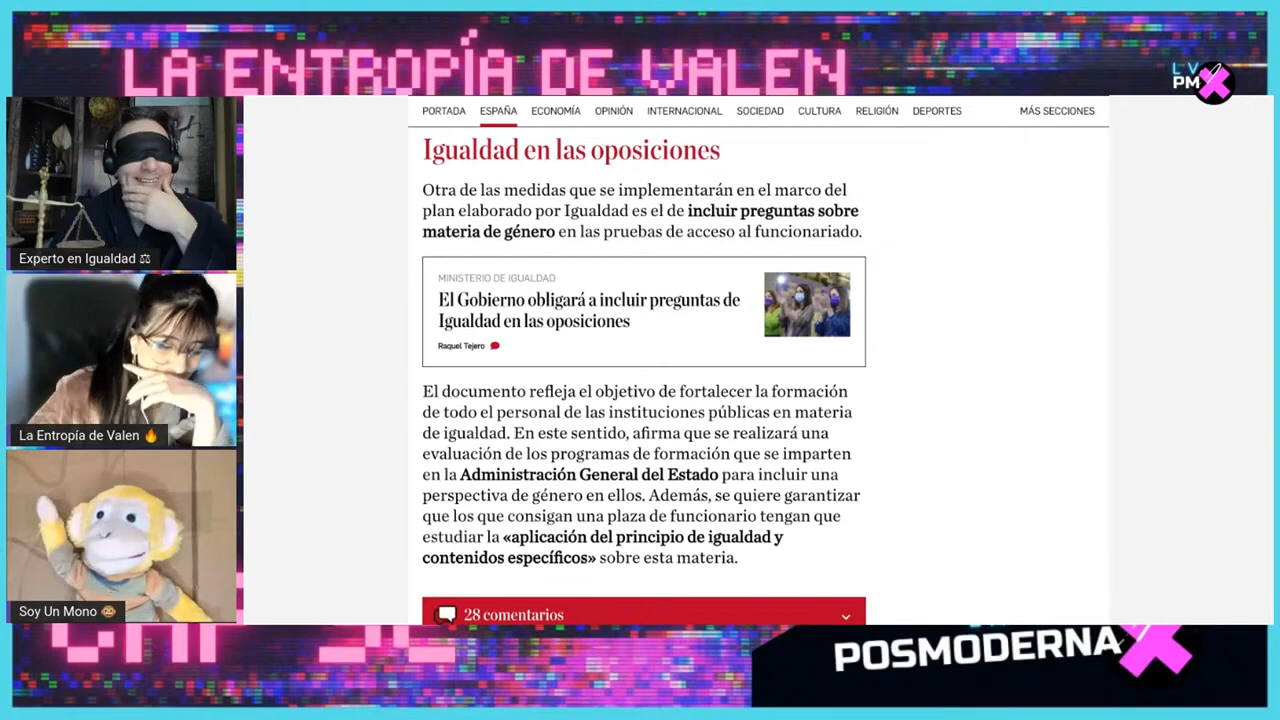 LA ENTROPÍA DE VALEN
LV
PMX
PORTADA ESPAÑA ECONOMÍA OPINIÓN INTERNACIONAL SOCIEDAD CULTURA RELIGIÓN DEPORTES MÁS SECCIONES
Igualdad en las oposiciones
Otra de las medidas que se implementarán en el marco del
plan elaborado por Igualdad es el de incluir preguntas sobre
materia de género en las pruebas de acceso al funcionariado.
MINISTERIO DE IGUALDAD
El Gobierno obligará a incluir preguntas de
Igualdad en las oposiciones
Raquel Tejero
El documento refleja el objetivo de fortalecer la formación
de todo el personal de las instituciones públicas en materia
de igualdad. En este sentido, afirma que se realizará una
evaluación de los programas de formación que se imparten
en la Administración General del Estado para incluir una
perspectiva de género en ellos. Además, se quiere garantizar
que los que consigan una plaza de funcionario tengan que
estudiar la «aplicación del principio de igualdad y
contenidos específicos» sobre esta materia.
28 comentarios
Experto en Igualdad ⚖
La Entropía de Valen 🔥
Soy Un Mono 🐵
POSMODERNA